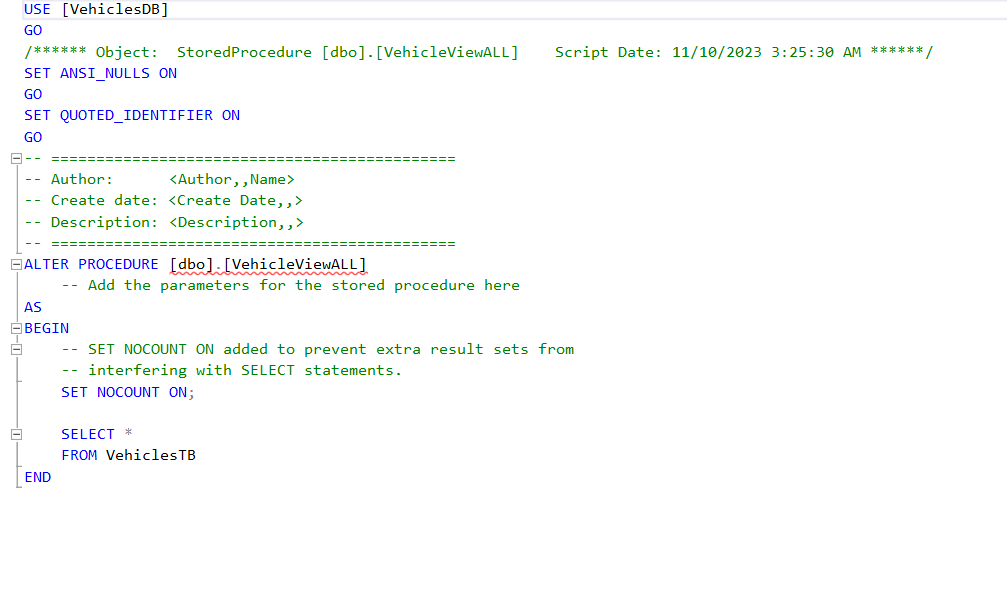 USE [VehiclesDB]
GO
/****** Object:  StoredProcedure [dbo].[VehicleViewALL]    Script Date: 11/10/2023 3:25:30 AM ******/
SET ANSI_NULLS ON
GO
SET QUOTED_IDENTIFIER ON
GO
-- =============================================
-- Author:      <Author,,Name>
-- Create date: <Create Date,,>
-- Description: <Description,,>
-- =============================================
ALTER PROCEDURE [dbo].[VehicleViewALL]
    -- Add the parameters for the stored procedure here
AS
BEGIN
    -- SET NOCOUNT ON added to prevent extra result sets from
    -- interfering with SELECT statements.
    SET NOCOUNT ON;
    SELECT *
    FROM VehiclesTB
END